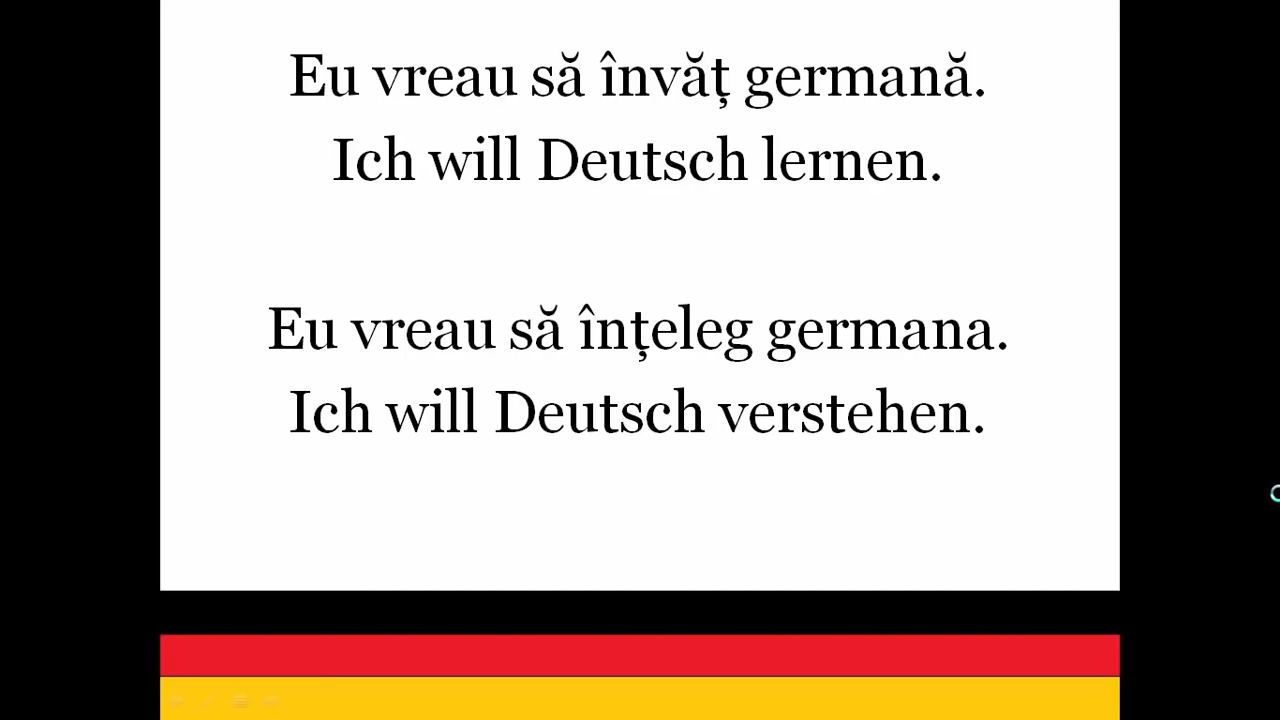 Eu vreau să învăț germană.
Ich will Deutsch lernen.
Eu vreau să înțeleg germana.
Ich will Deutsch verstehen.